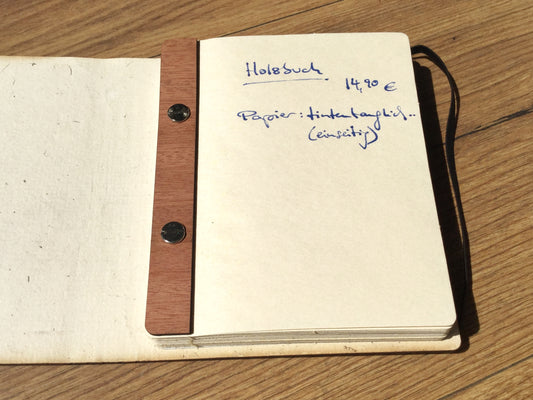 Holzbuch
14,90 €
Papier: tintentauglich..
(einseitig)